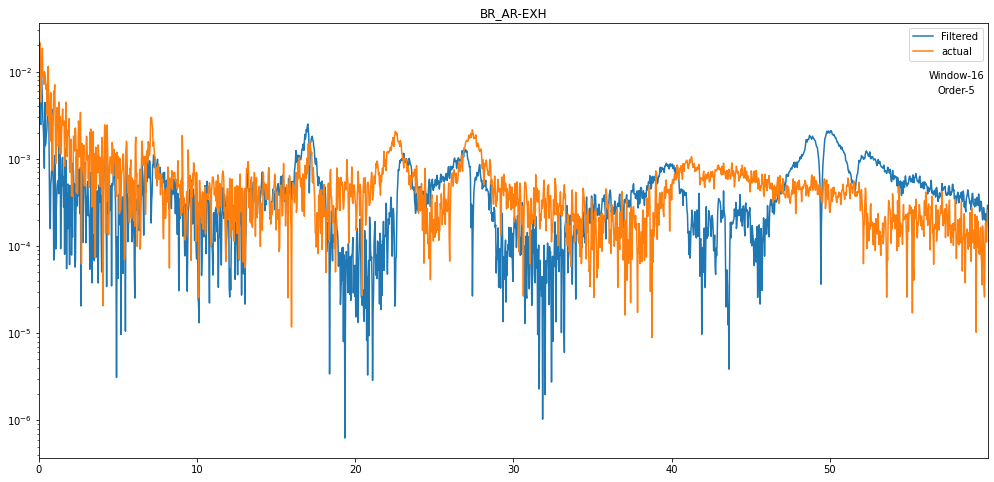 BR_AR-EXH
Filtered
actual
Window-16
Order-5
10⁻²
10⁻³
10⁻⁴
10⁻⁵
10⁻⁶
0 10 20 30 40 50